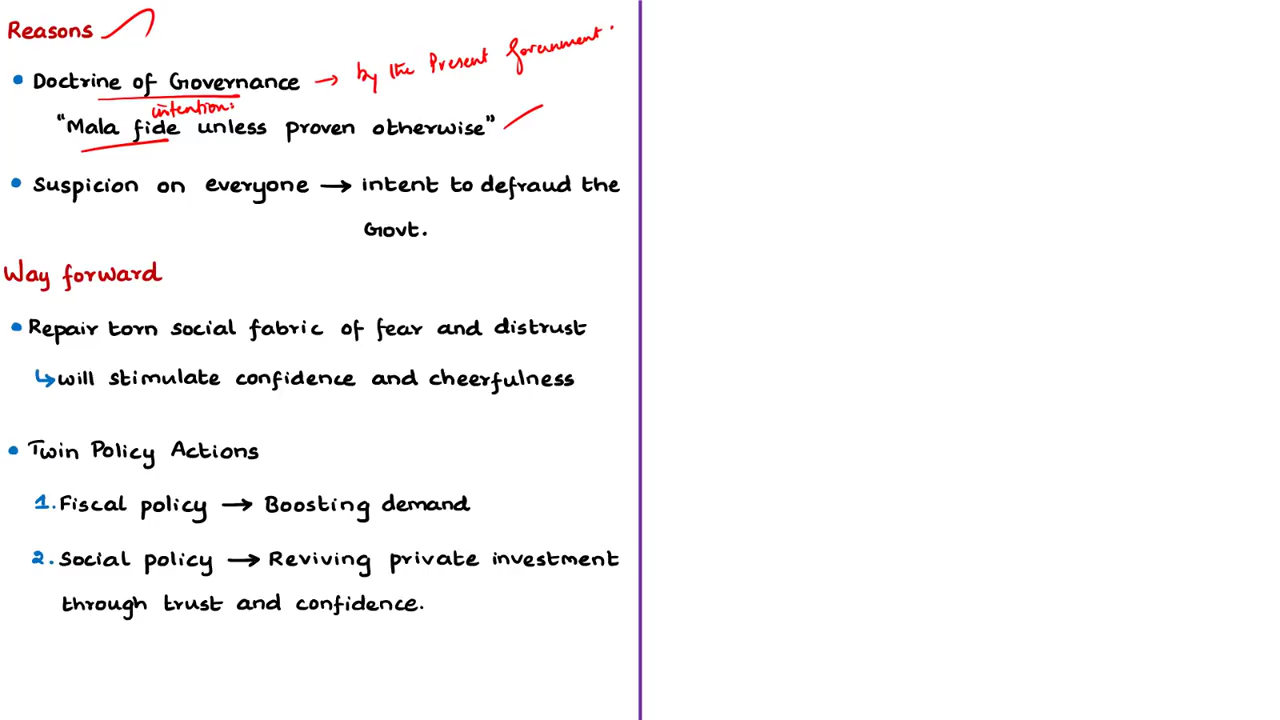 Reasons
• Doctrine of Governance → by the Present Government.
intention:
"Mala fide unless proven otherwise"
• Suspicion on everyone → intent to defraud the
Govt.
Way forward
• Repair torn social fabric of fear and distrust
↳ will stimulate confidence and cheerfulness
• Twin Policy Actions
1. Fiscal policy → Boosting demand
2. Social policy → Reviving private investment
through trust and confidence.